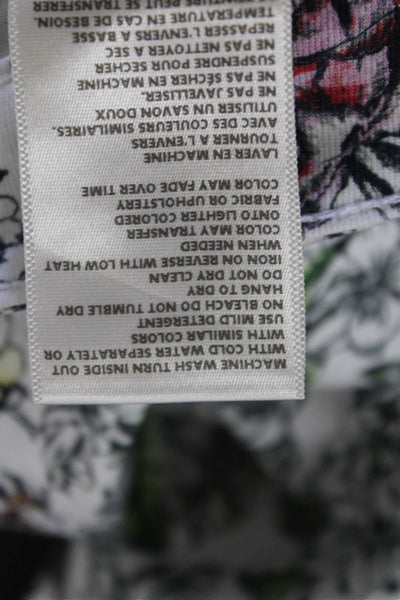 MACHINE WASH TURN INSIDE OUT
WITH COLD WATER SEPARATELY OR
WITH SIMILAR COLORS
USE MILD DETERGENT
NO BLEACH DO NOT TUMBLE DRY
HANG TO DRY
DO NOT DRY CLEAN
IRON ON REVERSE WITH LOW HEAT
WHEN NEEDED
COLOR MAY TRANSFER
ONTO LIGHTER COLORED
FABRIC OR UPHOLSTERY
COLOR MAY FADE OVER TIME
LAVER EN MACHINE
TOURNER A L'ENVERS
AVEC DES COULEURS SIMILAIRES.
UTILISER UN SAVON DOUX
NE PAS JAVELLISER.
NE PAS SÉCHER EN MACHINE
SUSPENDRE POUR SÉCHER
NE PAS NETTOYER A SEC
REPASSER L'ENVERS A BASSE
TEMPERATURE EN CAS DE BESOIN.
TEINTURE PEUT SE TRANSFERER